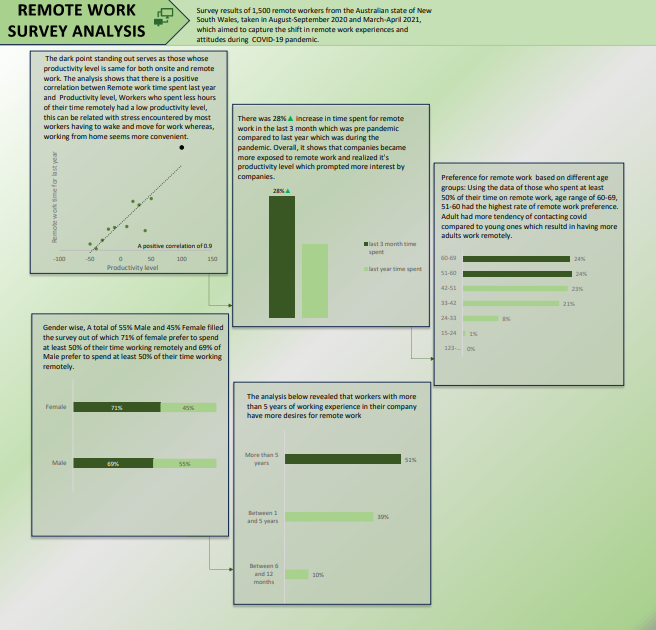 REMOTE WORK
SURVEY ANALYSIS
Survey results of 1,500 remote workers from the Australian state of New
South Wales, taken in August-September 2020 and March-April 2021,
which aimed to capture the shift in remote work experiences and
attitudes during COVID-19 pandemic.
The dark point standing out serves as those whose
productivity level is same for both onsite and remote
work. The analysis shows that there is a positive
correlation betwen Remote work time spent last year
and Productivity level, Workers who spent less hours
of their time remotely had a low productivity level,
this can be related with stress encountered by most
workers having to wake and move for work whereas,
working from home seems more convenient.
Remote work time for last year
A positive correlation of 0.9
-100 -50 0 50 100 150
Productivity level
There was 28% ▲ increase in time spent for remote
work in the last 3 month which was pre pandemic
compared to last year which was during the
pandemic. Overall, it shows that companies became
more exposed to remote work and realized it's
productivity level which prompted more interest by
companies.
28% ▲
last 3 month time
spent
last year time spent
Preference for remote work based on different age
groups: Using the data of those who spent at least
50% of their time on remote work, age range of 60-69,
51-60 had the highest rate of remote work preference.
Adult had more tendency of contacting covid
compared to young ones which resultd in having more
adults work remotely.
60-69 24%
51-60 24%
42-51 23%
33-42 21%
24-33 8%
15-24 1%
123-... 0%
Gender wise, A total of 55% Male and 45% Female filled
the survey out of which 71% of female prefer to spend
at least 50% of their time working remotely and 69% of
Male prefer to spend at least 50% of their time working
remotely.
Female 71% 45%
Male 69% 55%
The analysis below revealed that workers with more
than 5 years of working experience in their company
have more desires for remote work
More than 5
years
51%
Between 1
and 5 years
39%
Between 6
and 12
months
10%